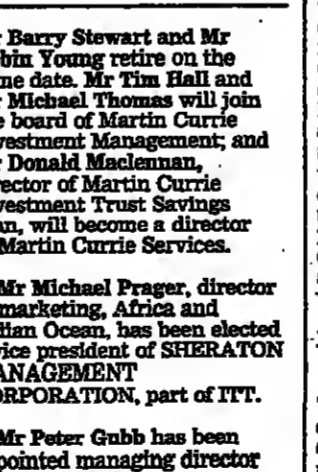 r Barry Stewart and Mr
bin Young retire on the
me date. Mr Tim Hall and
r Michael Thomas will join
e board of Martin Currie
vestment Management; and
r Donald Maclennan,
rector of Martin Currie
vestment Trust Savings
an, will become a director
Martin Currie Services.
Mr Michael Prager, director
marketing, Africa and
dian Ocean, has been elected
vice president of SHERATON
ANAGEMENT
ORPORATION, part of ITT.
Mr Peter Gubb has been
pointed managing director